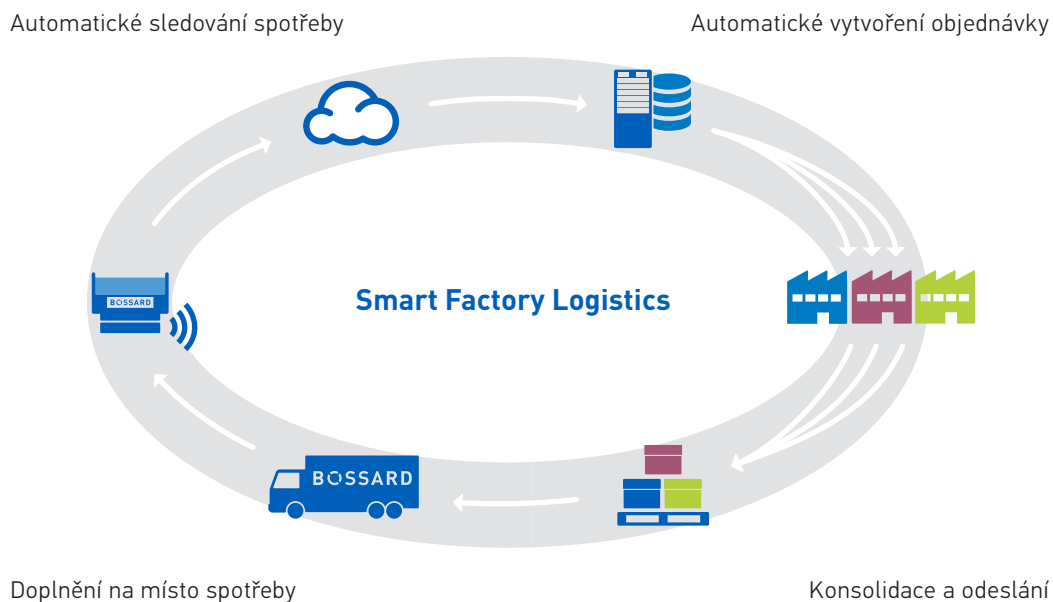 Automatické sledování spotřeby
Automatické vytvoření objednávky
BOSSARD
Smart Factory Logistics
BOSSARD
Doplnění na místo spotřeby
Konsolidace a odeslání